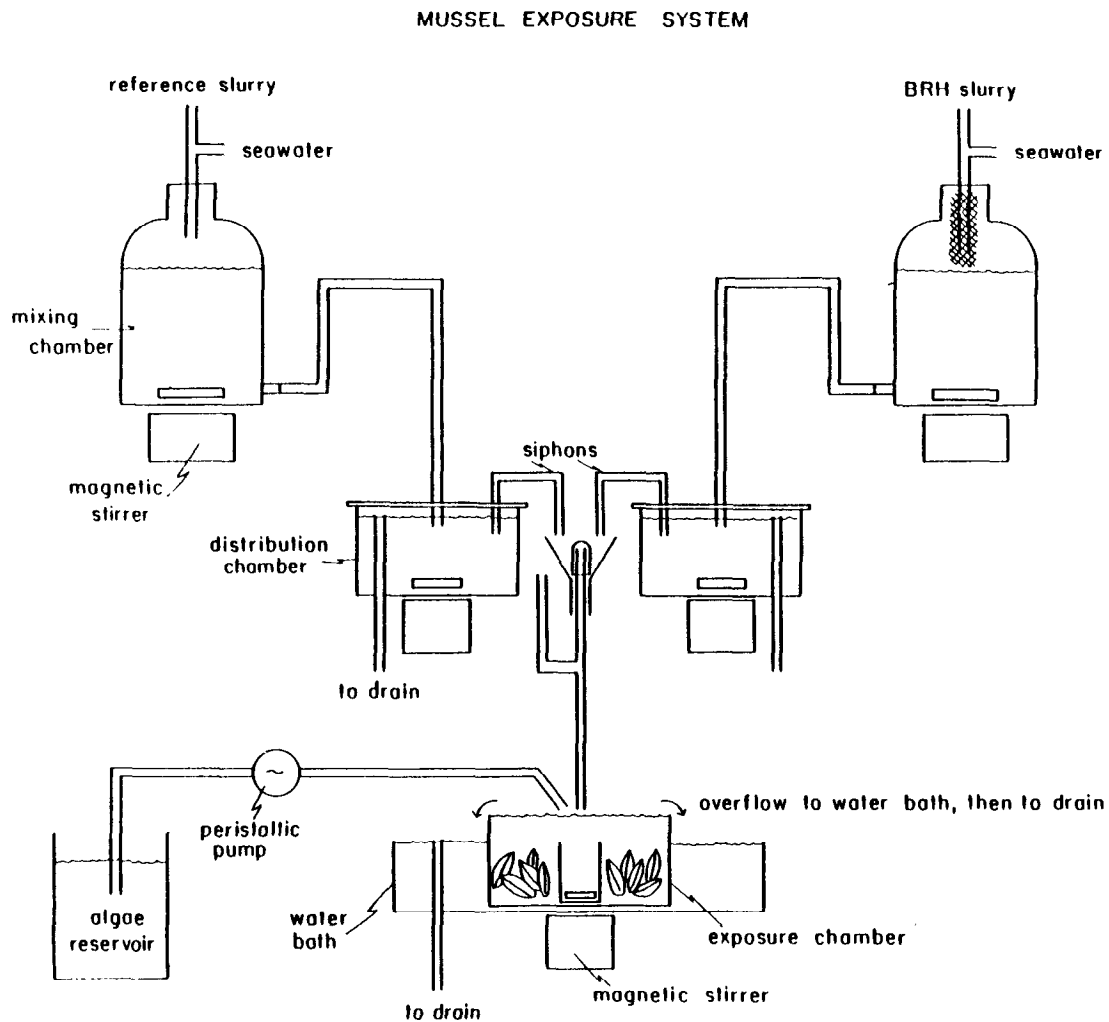 MUSSEL EXPOSURE SYSTEM
reference slurry
BRH slurry
seawater
seawater
mixing
chamber
siphons
magnetic
stirrer
distribution
chamber
to drain
~
overflow to water bath, then to drain
peristaltic
pump
algae
reservoir
water
bath
exposure chamber
magnetic stirrer
to drain